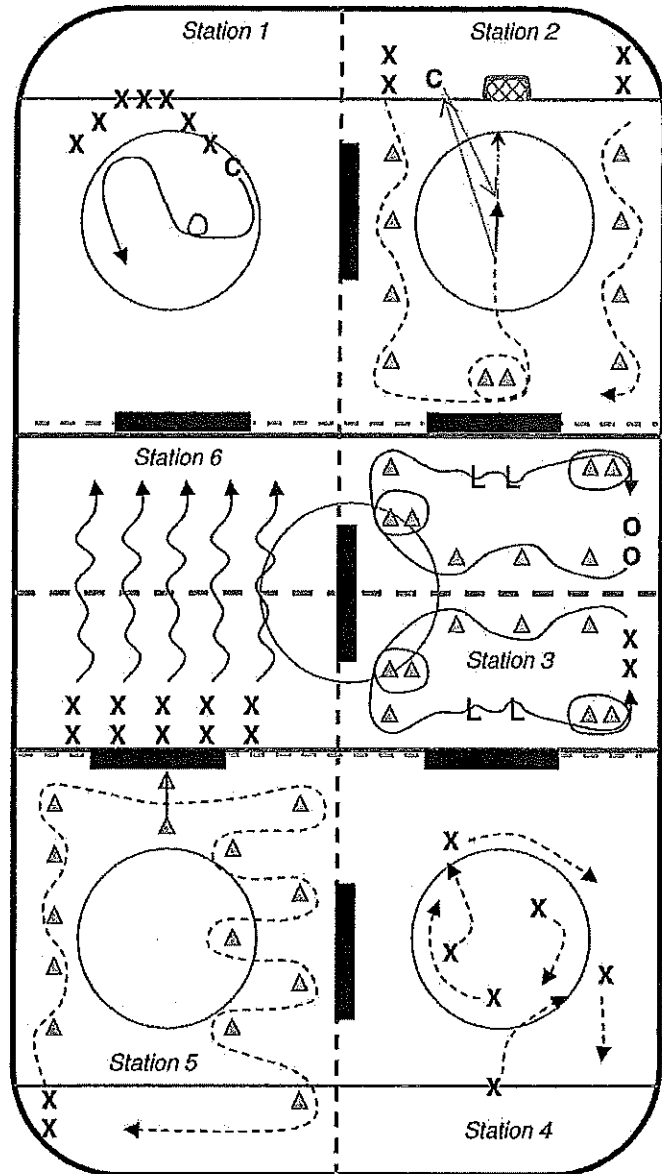 Station 1
Station 2
X X
X C X
X X X
X X
X X
C
Station 6
L L
O
O
X
Station 3
X
L L
X X X X X
X X X X X
X
X
X
X
X
Station 5
X X
X
Station 4